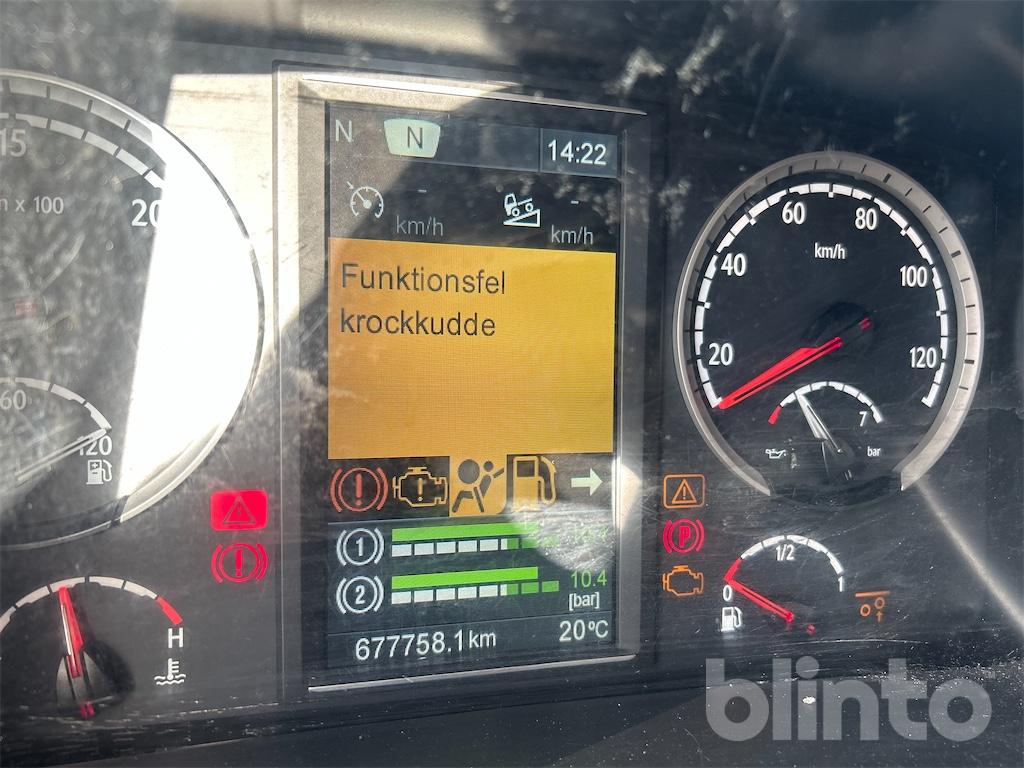 15
n x 100
20
60
120
H
N N 14:22
- -
km/h km/h
Funktionsfel
krockkudde
1
2 10.4
[bar]
677758.1km 20°C
20 40 60 80 100 120
km/h
7
bar
P
0 1/2 1
blinto